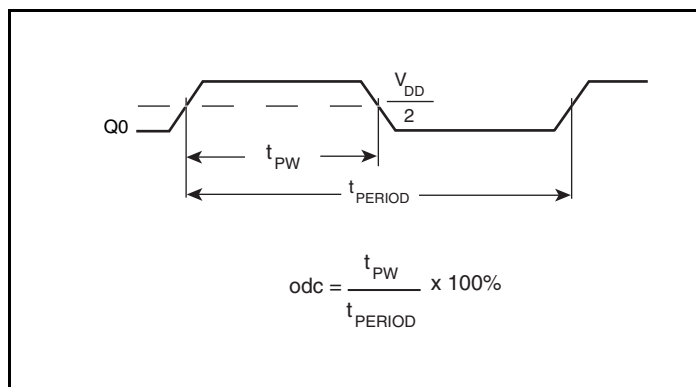 V_DD
2
Q0
t_PW
t_PERIOD
odc = t_PW / t_PERIOD x 100%